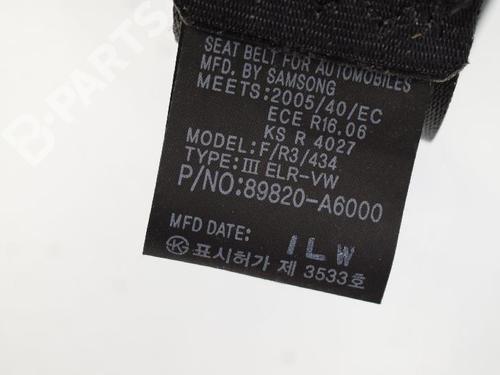 SEAT BELT FOR AUTOMOBILES
MFD. BY SAMSONG
MEETS:2005/40/EC
ECE R16.06
KS R 4027
MODEL:F/R3/434
TYPE:Ⅲ ELR-VW
P/NO:89820-A6000
MFD DATE: ILW
표시허가 제 3533호
B-PARTS